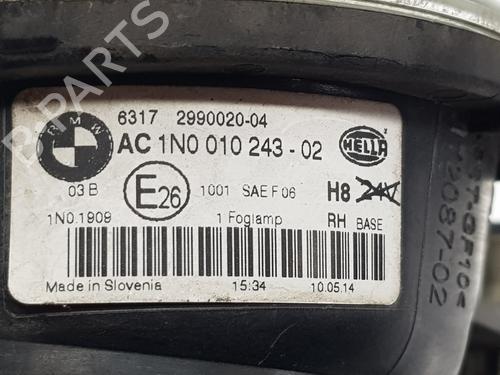 BMW
6317 2990020-04
AC 1N0 010 243 - 02
HELLA
03 B
E26
1001 SAE F 06
H8 24V
1N0.1909
1 Foglamp
RH BASE
Made in Slovenia
15:34
10.05.14
B-PARTS